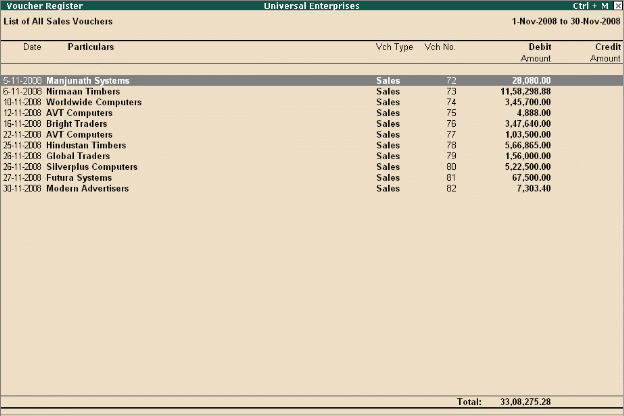 Voucher Register Universal Enterprises Ctrl + M
List of All Sales Vouchers 1-Nov-2008 to 30-Nov-2008
Date Particulars Vch Type Vch No. Debit Credit
Amount Amount
5-11-2008 Manjunath Systems Sales 72 28,080.00
6-11-2008 Nirmaan Timbers Sales 73 11,58,298.88
10-11-2008 Worldwide Computers Sales 74 3,45,700.00
12-11-2008 AVT Computers Sales 75 4,888.00
16-11-2008 Bright Traders Sales 76 3,47,640.00
22-11-2008 AVT Computers Sales 77 1,03,500.00
25-11-2008 Hindustan Timbers Sales 78 5,66,865.00
26-11-2008 Global Traders Sales 79 1,56,000.00
26-11-2008 Silverplus Computers Sales 80 5,22,500.00
27-11-2008 Futura Systems Sales 81 67,500.00
30-11-2008 Modern Advertisers Sales 82 7,303.40
Total: 33,08,275.28